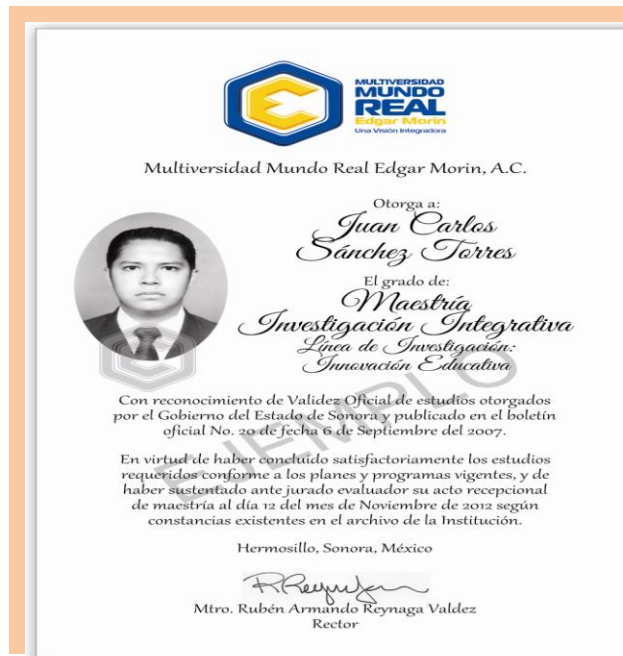 MULTIVERSIDAD
MUNDO
REAL
Edgar Morin
Una Visión Integradora
Multiversidad Mundo Real Edgar Morin, A.C.
Otorga a:
Juan Carlos
Sánchez Torres
El grado de:
Maestría
Investigación Integrativa
Línea de Investigación:
Innovación Educativa
Con reconocimiento de Validez Oficial de estudios otorgados
por el Gobierno del Estado de Sonora y publicado en el boletín
oficial No. 20 de fecha 6 de Septiembre del 2007.
EJEMPLO
En virtud de haber concluído satisfactoriamente los estudios
requeridos conforme a los planes y programas vigentes, y de
haber sustentado ante jurado evaluador su acto recepcional
de maestría al día 12 del mes de Noviembre de 2012 según
constancias existentes en el archivo de la Institución.
Hermosillo, Sonora, México
Mtro. Rubén Armando Reynaga Valdez
Rector